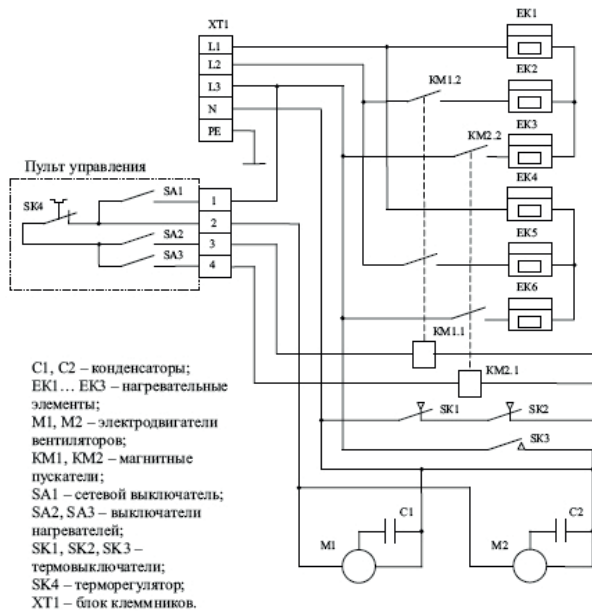 XT1
L1
L2
L3
N
PE
EK1
EK2
KM1.2
EK3
KM2.2
EK4
EK5
EK6
Пульт управления
SK4
SA1
SA2
SA3
1
2
3
4
KM1.1
KM2.1
SK1
SK2
SK3
C1
C2
M1
M2
C1, C2 – конденсаторы;
EK1… EK3 – нагревательные
элементы;
M1, M2 – электродвигатели
вентиляторов;
KM1, KM2 – магнитные
пускатели;
SA1 – сетевой выключатель;
SA2, SA3 – выключатели
нагревателей;
SK1, SK2, SK3 –
термовыключатели;
SK4 – терморегулятор;
XT1 – блок клеммников.